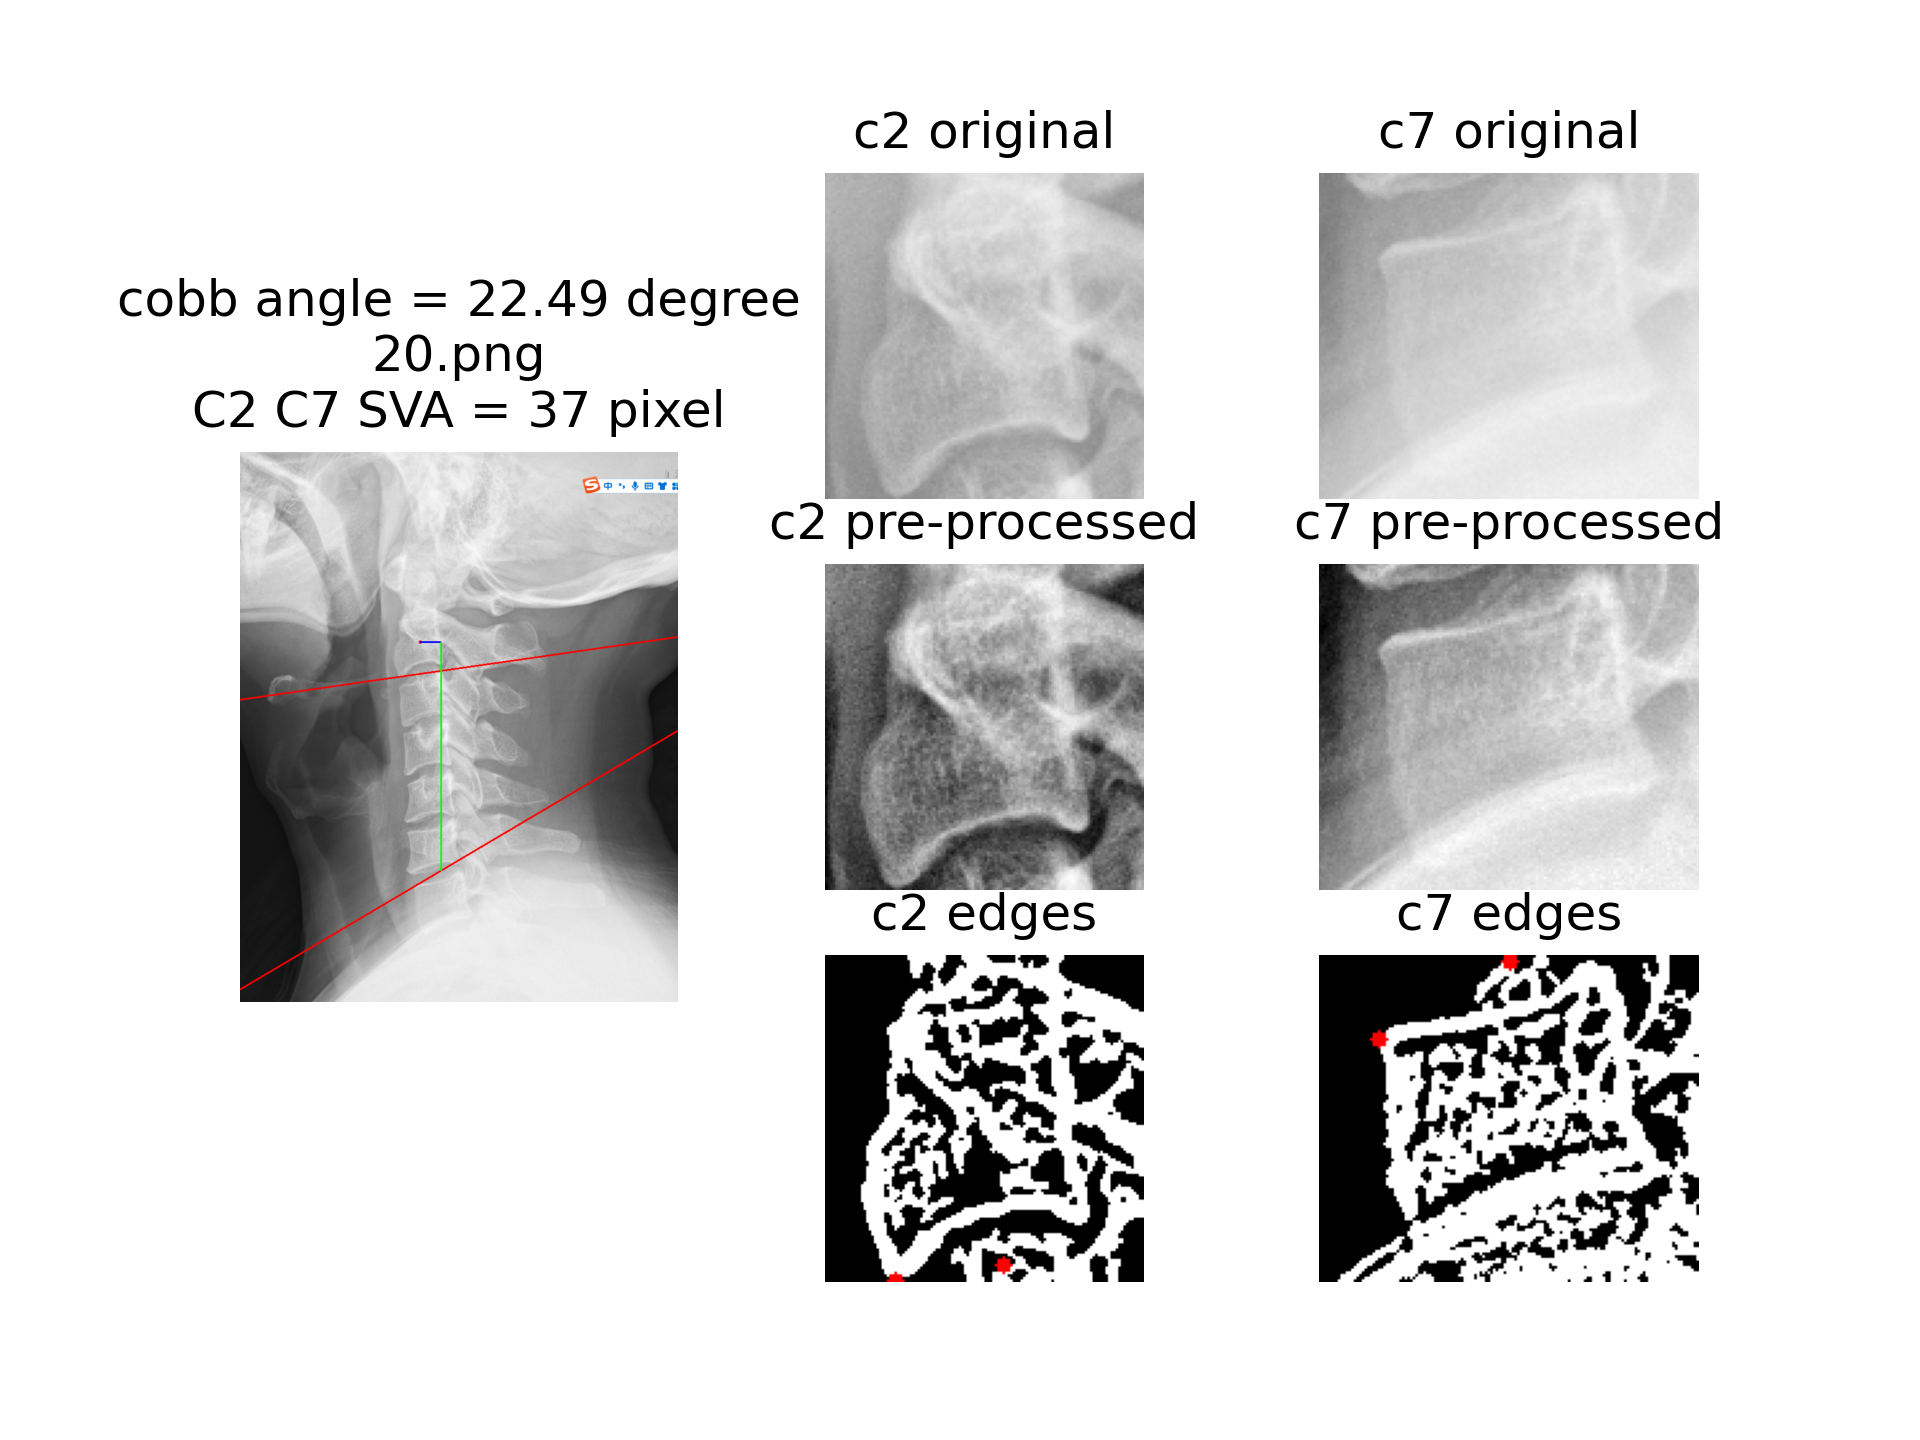 cobb angle = 22.49 degree
20.png
C2 C7 SVA = 37 pixel
S 中
c2 original
c7 original
c2 pre-processed
c7 pre-processed
c2 edges
c7 edges